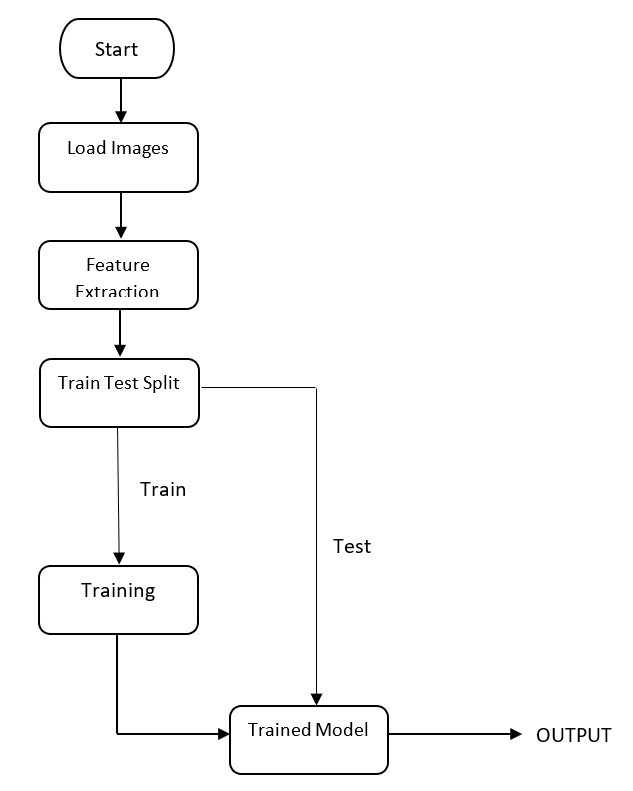 Start
Load Images
Feature
Extraction
Train Test Split
Train
Test
Training
Trained Model
OUTPUT